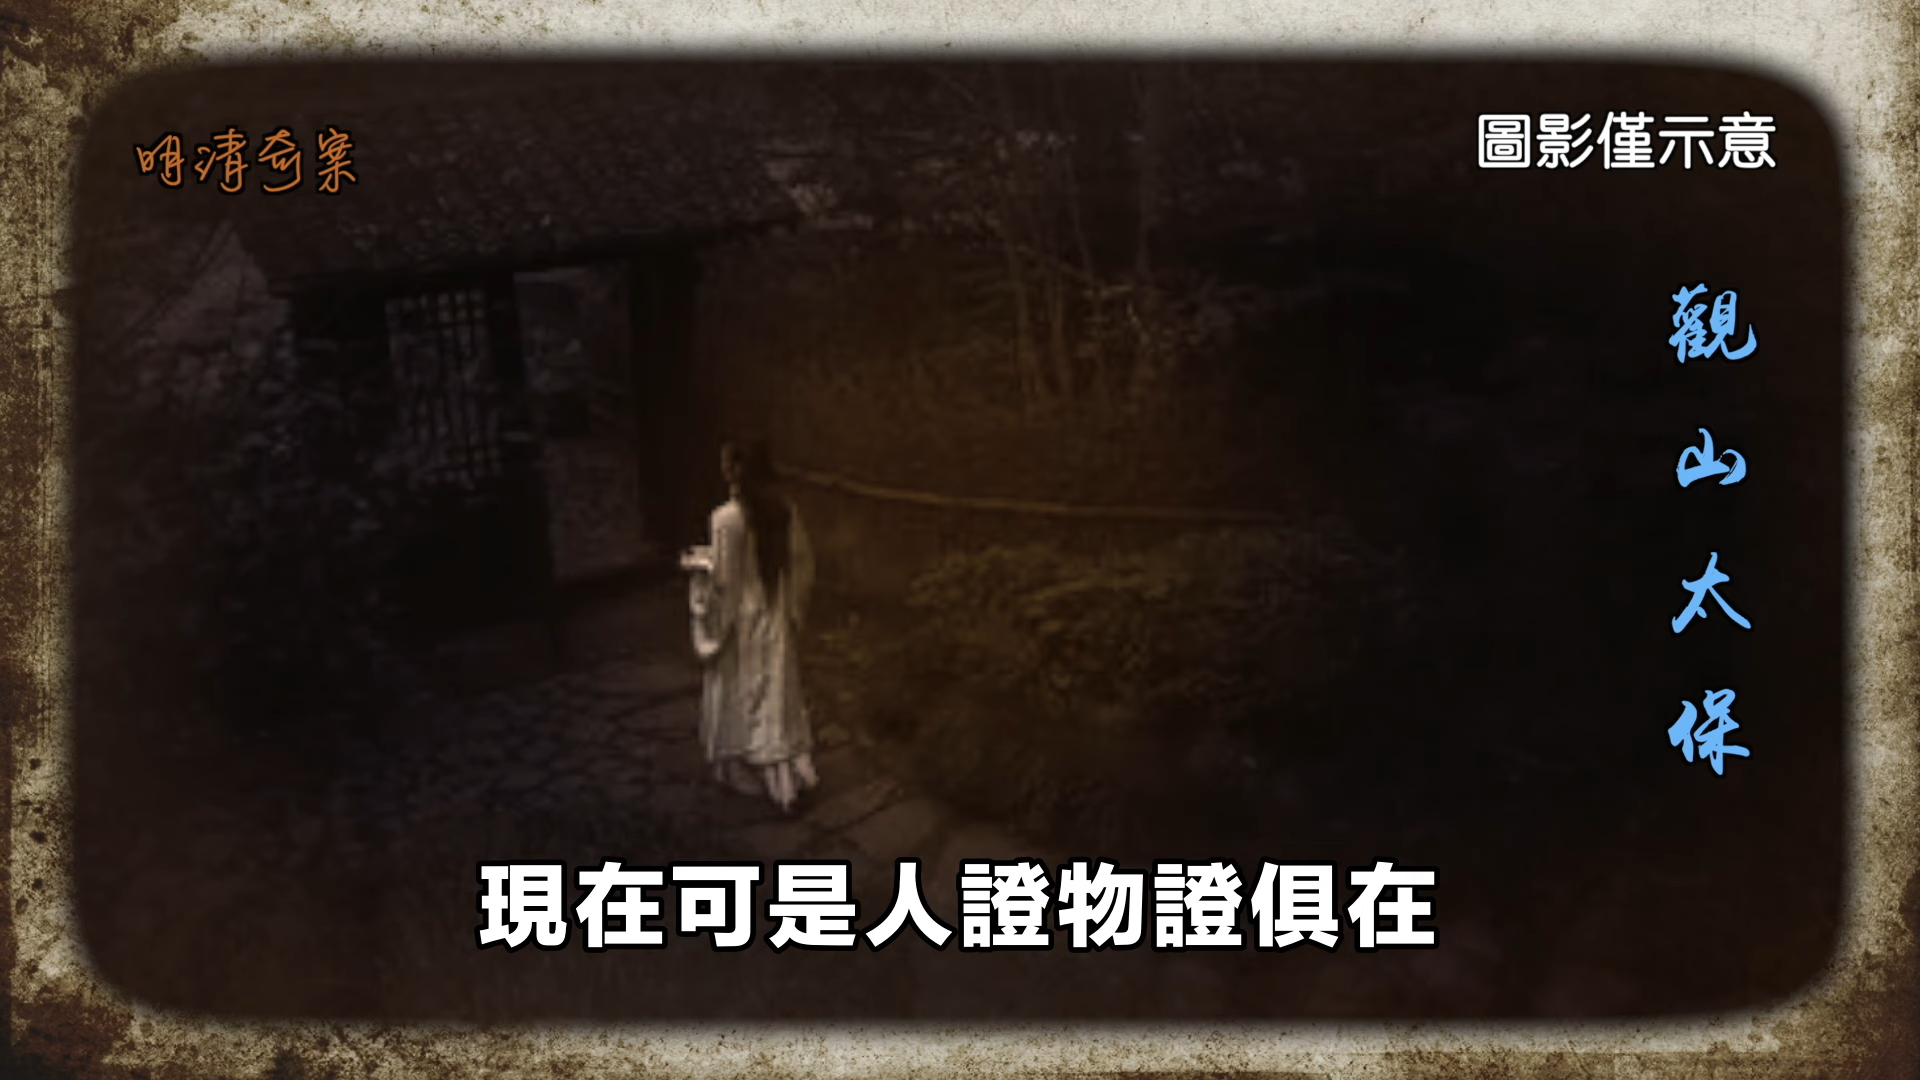 明清奇案
圖影僅示意
觀山太保
現在可是人證物證俱在